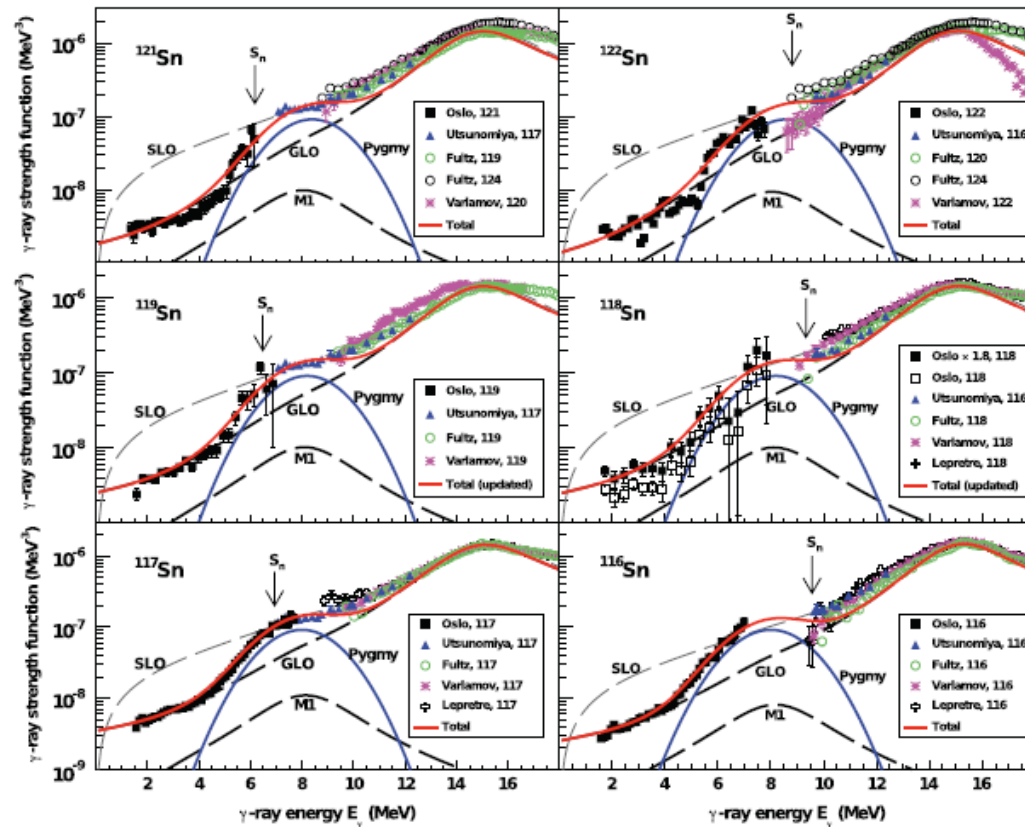 γ-ray strength function (MeV⁻³)
10⁻⁶
10⁻⁷
10⁻⁸
¹²¹Sn
Sₙ
SLO
GLO
Pygmy
M1
Oslo, 121
Utsunomiya, 117
Fultz, 119
Fultz, 124
Varlamov, 120
Total
¹²²Sn
Sₙ
SLO
GLO
Pygmy
M1
Oslo, 122
Utsunomiya, 116
Fultz, 120
Fultz, 124
Varlamov, 122
Total
γ-ray strength function (MeV⁻³)
10⁻⁶
10⁻⁷
10⁻⁸
¹¹⁹Sn
Sₙ
SLO
GLO
Pygmy
M1
Oslo, 119
Utsunomiya, 117
Fultz, 119
Varlamov, 119
Total (updated)
¹¹⁸Sn
Sₙ
SLO
GLO
Pygmy
M1
Oslo × 1.8, 118
Oslo, 118
Utsunomiya, 116
Fultz, 118
Varlamov, 118
Lepretre, 118
Total (updated)
γ-ray strength function (MeV⁻³)
10⁻⁶
10⁻⁷
10⁻⁸
10⁻⁹
¹¹⁷Sn
Sₙ
SLO
GLO
Pygmy
M1
Oslo, 117
Utsunomiya, 117
Fultz, 117
Varlamov, 117
Lepretre, 117
Total
¹¹⁶Sn
Sₙ
SLO
GLO
Pygmy
M1
Oslo, 116
Utsunomiya, 116
Fultz, 116
Varlamov, 116
Lepretre, 116
Total
2 4 6 8 10 12 14 16
γ-ray energy Eᵧ (MeV)
2 4 6 8 10 12 14 16
γ-ray energy Eᵧ (MeV)